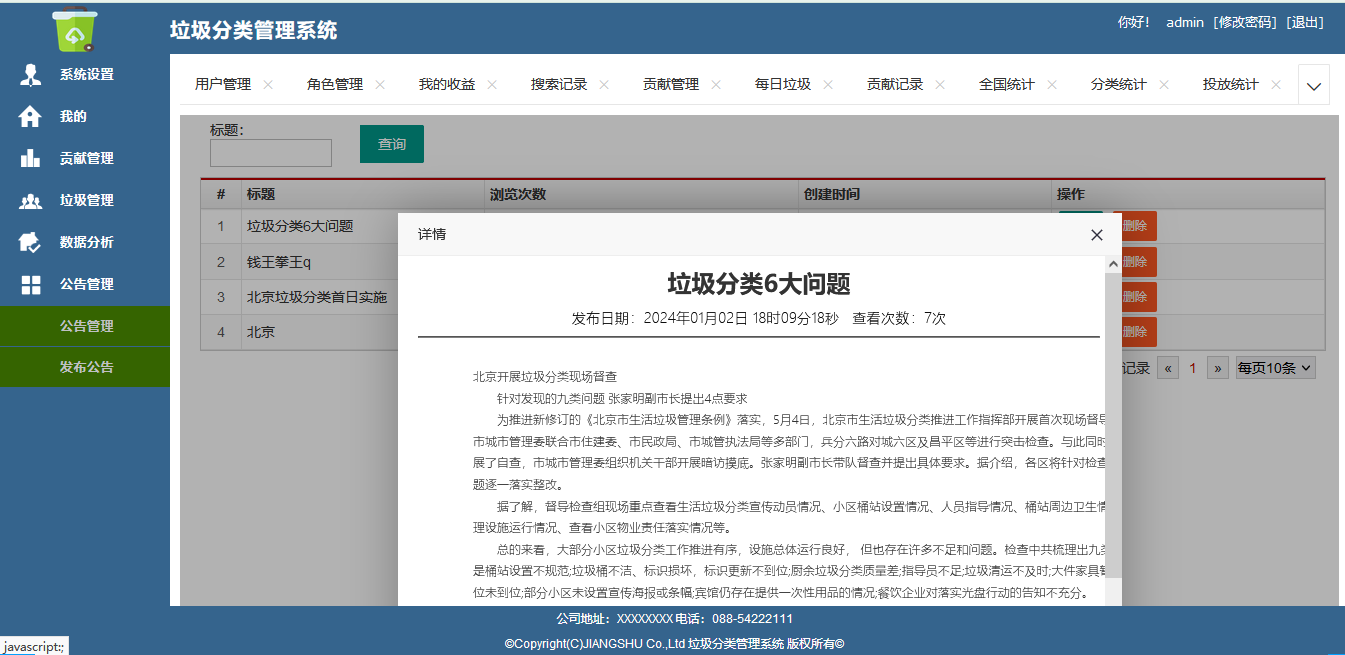 垃圾分类管理系统
你好! admin [修改密码] [退出]
系统设置
我的
贡献管理
垃圾管理
数据分析
公告管理
公告管理
发布公告
用户管理 × 角色管理 × 我的收益 × 搜索记录 × 贡献管理 × 每日垃圾 × 贡献记录 × 全国统计 × 分类统计 × 投放统计 ×
标题:
查询
# 标题 浏览次数 创建时间 操作
1 垃圾分类6大问题 删除
2 钱王拳王q 删除
3 北京垃圾分类首日实施 删除
4 北京 删除
记录 « 1 » 每页10条
详情
垃圾分类6大问题
发布日期：2024年01月02日 18时09分18秒 查看次数：7次
北京开展垃圾分类现场督查
针对发现的九类问题 张家明副市长提出4点要求
为推进新修订的《北京市生活垃圾管理条例》落实，5月4日，北京市生活垃圾分类推进工作指挥部开展首次现场督导
市城市管理委联合市住建委、市民政局、市城管执法局等多部门，兵分六路对城六区及昌平区等进行突击检查。与此同时
展了自查，市城市管理委组织机关干部开展暗访摸底。张家明副市长带队督查并提出具体要求。据介绍，各区将针对检查
题逐一落实整改。
据了解，督导检查组现场重点查看生活垃圾分类宣传动员情况、小区桶站设置情况、人员指导情况、桶站周边卫生情
理设施运行情况、查看小区物业责任落实情况等。
总的来看，大部分小区垃圾分类工作推进有序，设施总体运行良好， 但也存在许多不足和问题。检查中共梳理出九类
是桶站设置不规范;垃圾桶不洁、标识损坏，标识更新不到位;厨余垃圾分类质量差;指导员不足;垃圾清运不及时;大件家具暂
位未到位;部分小区未设置宣传海报或条幅;宾馆仍存在提供一次性用品的情况;餐饮企业对落实光盘行动的告知不充分。
公司地址：XXXXXXXX 电话：088-54222111
©Copyright(C)JIANGSHU Co.,Ltd 垃圾分类管理系统 版权所有©
javascript:;